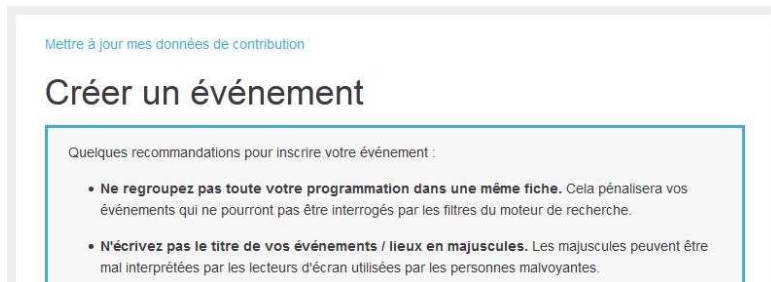 Mettre à jour mes données de contribution
Créer un événement
Quelques recommandations pour inscrire votre événement :
• Ne regroupez pas toute votre programmation dans une même fiche. Cela pénalisera vos
événements qui ne pourront pas être interrogés par les filtres du moteur de recherche.
• N'écrivez pas le titre de vos événements / lieux en majuscules. Les majuscules peuvent être
mal interprétées par les lecteurs d'écran utilisées par les personnes malvoyantes.